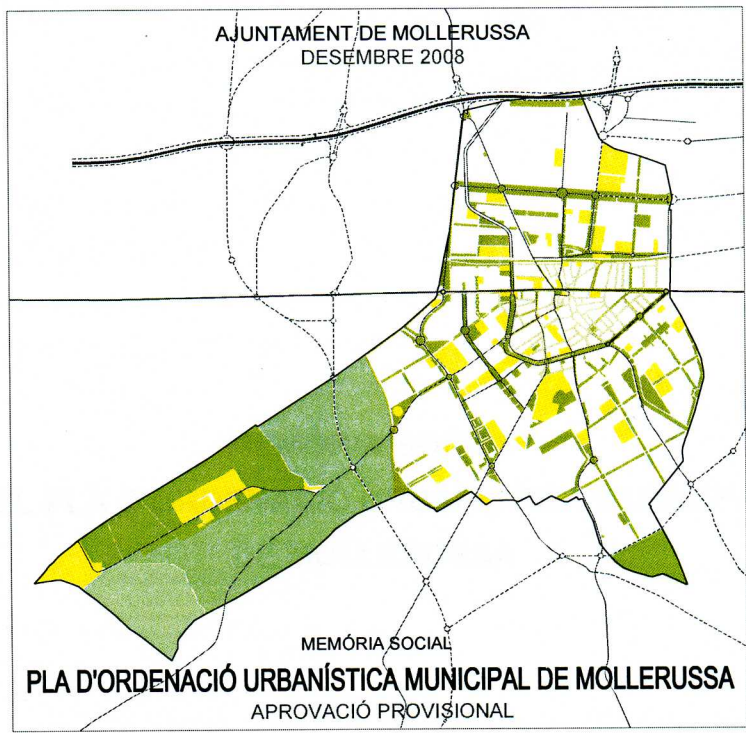 AJUNTAMENT DE MOLLERUSSA
DESEMBRE 2008
MEMÓRIA SOCIAL
PLA D'ORDENACIÓ URBANÍSTICA MUNICIPAL DE MOLLERUSSA
APROVACIÓ PROVISIONAL